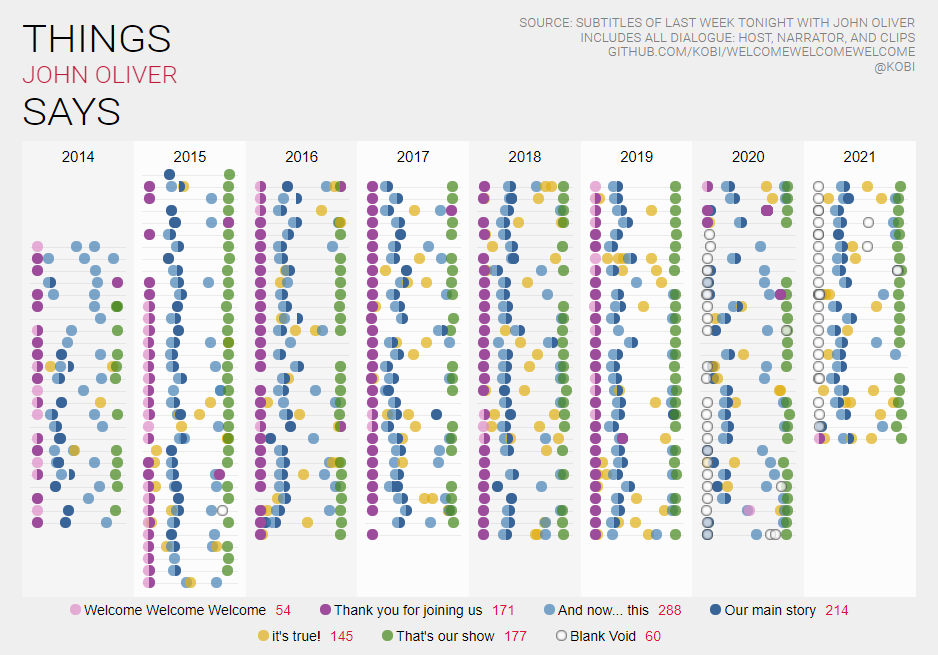 THINGS
JOHN OLIVER
SAYS
SOURCE: SUBTITLES OF LAST WEEK TONIGHT WITH JOHN OLIVER
INCLUDES ALL DIALOGUE: HOST, NARRATOR, AND CLIPS
GITHUB.COM/KOBI/WELCOMEWELCOMEWELCOME
@KOBI
2014 2015 2016 2017 2018 2019 2020 2021
Welcome Welcome Welcome 54 Thank you for joining us 171 And now... this 288 Our main story 214
it's true! 145 That's our show 177 Blank Void 60